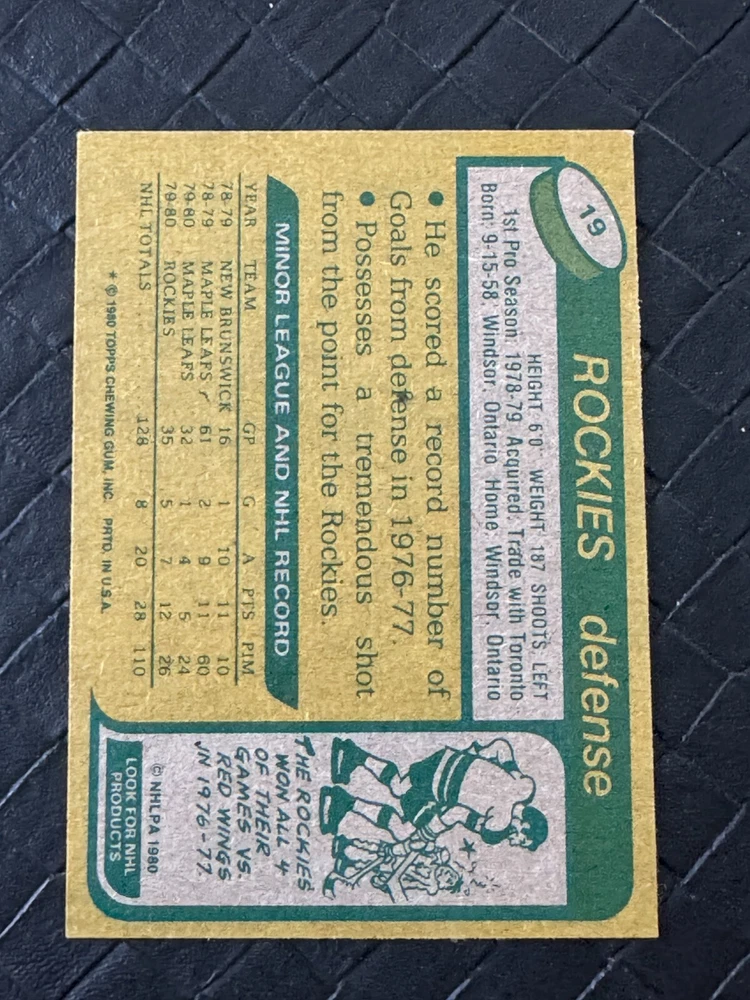 19
ROCKIES defense
HEIGHT 6'0" WEIGHT 187 SHOOTS LEFT
1st Pro Season 1978-79 Acquired: Trade with Toronto
Born: 9-15-58 Windsor, Ontario Home: Windsor, Ontario
• He scored a record number of
Goals from defense in 1976-77.
• Possesses a tremendous shot
from the point for the Rockies.
MINOR LEAGUE AND NHL RECORD
YEAR TEAM GP G A PTS PIM
78-79 NEW BRUNSWICK 16 1 10 11 10
78-79 MAPLE LEAFS 61 2 9 11 60
79-80 MAPLE LEAFS 32 1 4 5 24
79-80 ROCKIES 35 5 7 12 26
NHL TOTALS 128 8 20 28 110
* © 1980 TOPPS CHEWING GUM, INC. PRTD. IN U.S.A.
THE ROCKIES
WON ALL 4
OF THEIR
GAMES VS.
RED WINGS
IN 1976-77.
© NHLPA 1980
LOOK FOR NHL
PRODUCTS